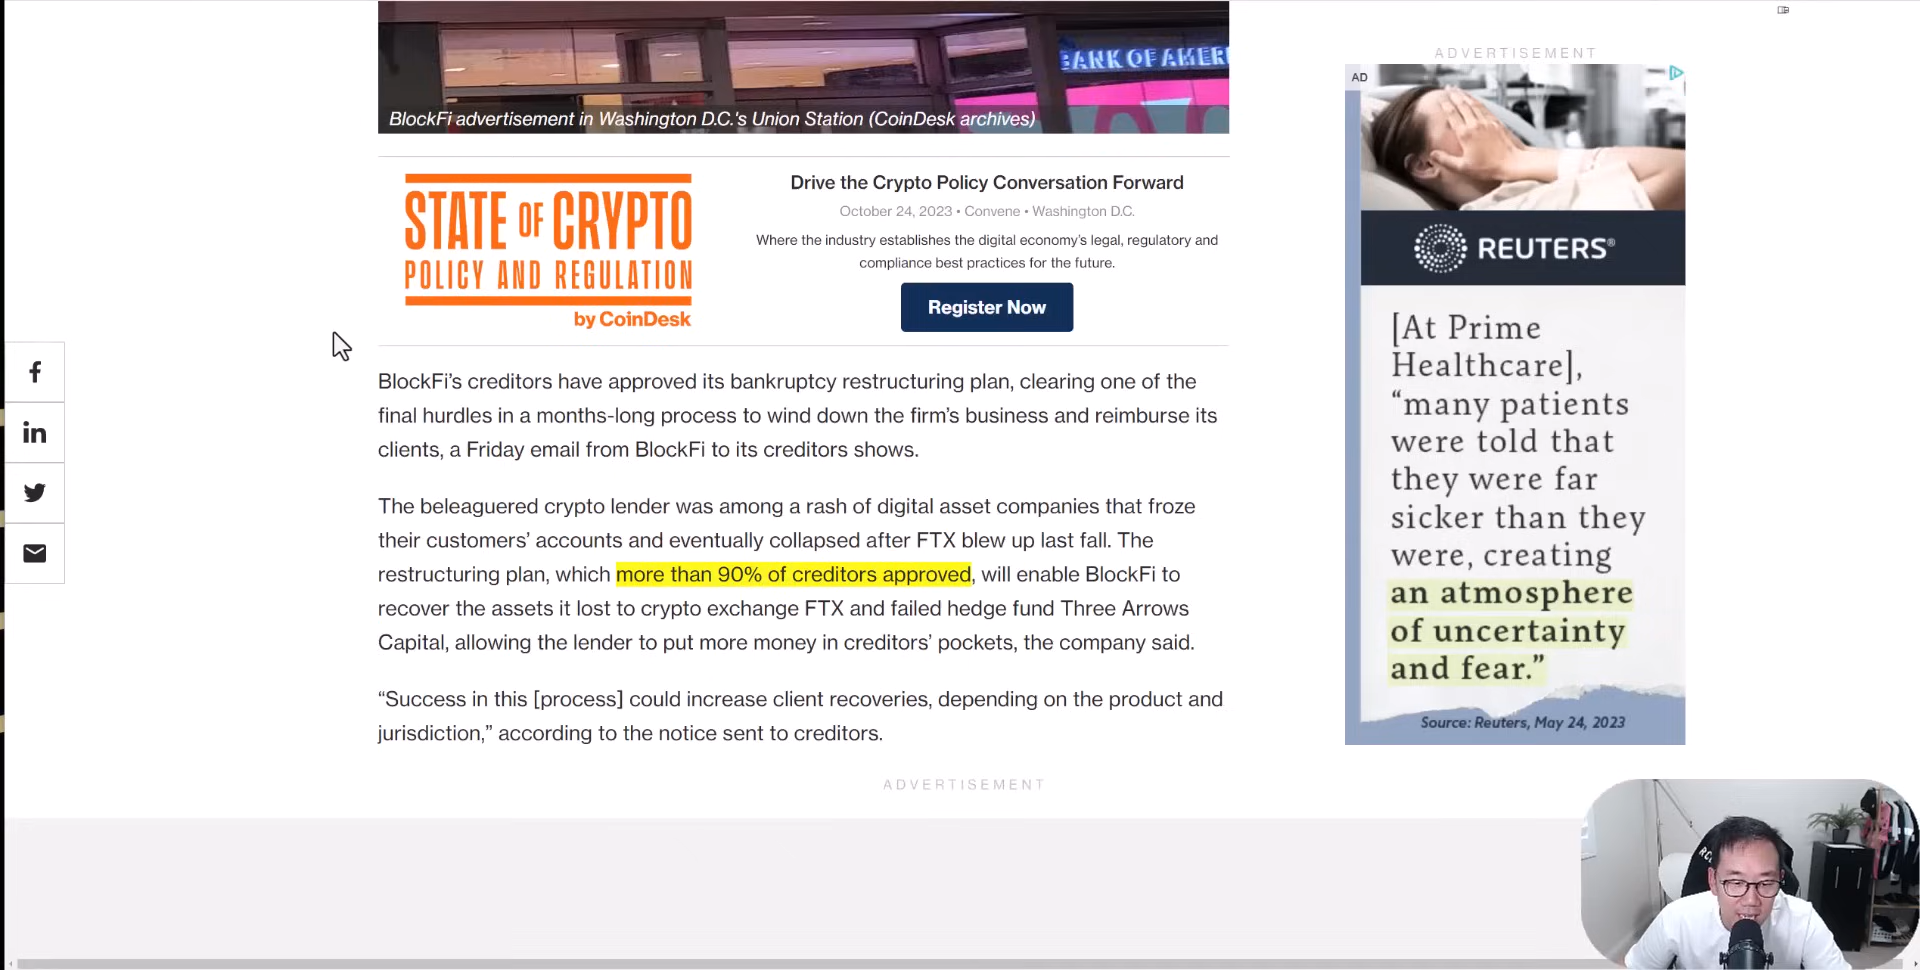 BANK OF AMER
BlockFi advertisement in Washington D.C.'s Union Station (CoinDesk archives)
STATE OF CRYPTO
POLICY AND REGULATION
by CoinDesk
Drive the Crypto Policy Conversation Forward
October 24, 2023 • Convene • Washington D.C.
Where the industry establishes the digital economy's legal, regulatory and
compliance best practices for the future.
Register Now
BlockFi’s creditors have approved its bankruptcy restructuring plan, clearing one of the
final hurdles in a months-long process to wind down the firm’s business and reimburse its
clients, a Friday email from BlockFi to its creditors shows.
The beleaguered crypto lender was among a rash of digital asset companies that froze
their customers’ accounts and eventually collapsed after FTX blew up last fall. The
restructuring plan, which more than 90% of creditors approved, will enable BlockFi to
recover the assets it lost to crypto exchange FTX and failed hedge fund Three Arrows
Capital, allowing the lender to put more money in creditors’ pockets, the company said.
“Success in this [process] could increase client recoveries, depending on the product and
jurisdiction,” according to the notice sent to creditors.
ADVERTISEMENT
ADVERTISEMENT
AD
REUTERS®
[At Prime
Healthcare],
“many patients
were told that
they were far
sicker than they
were, creating
an atmosphere
of uncertainty
and fear.”
Source: Reuters, May 24, 2023